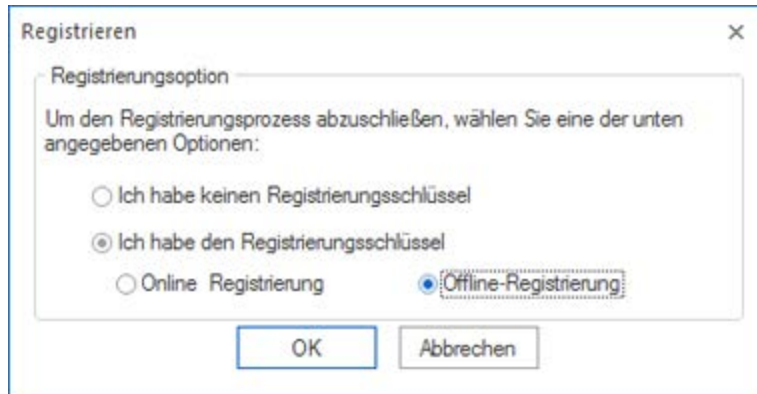 Registrieren
Registrierungsoption
Um den Registrierungsprozess abzuschließen, wählen Sie eine der unten
angegebenen Optionen:
Ich habe keinen Registrierungsschlüssel
Ich habe den Registrierungsschlüssel
Online Registrierung Offline-Registrierung
OK Abbrechen